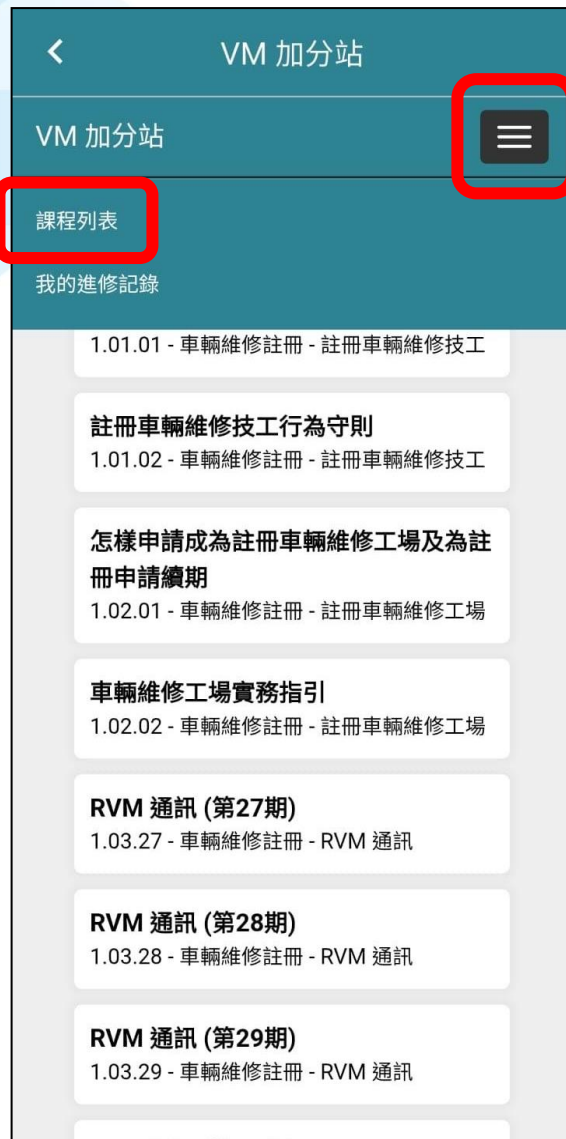 VM 加分站
VM 加分站
課程列表
我的進修記錄
1.01.01 - 車輛維修註冊 - 註冊車輛維修技工
註冊車輛維修技工行為守則
1.01.02 - 車輛維修註冊 - 註冊車輛維修技工
怎樣申請成為註冊車輛維修工場及為註
冊申請續期
1.02.01 - 車輛維修註冊 - 註冊車輛維修工場
車輛維修工場實務指引
1.02.02 - 車輛維修註冊 - 註冊車輛維修工場
RVM 通訊 (第27期)
1.03.27 - 車輛維修註冊 - RVM 通訊
RVM 通訊 (第28期)
1.03.28 - 車輛維修註冊 - RVM 通訊
RVM 通訊 (第29期)
1.03.29 - 車輛維修註冊 - RVM 通訊